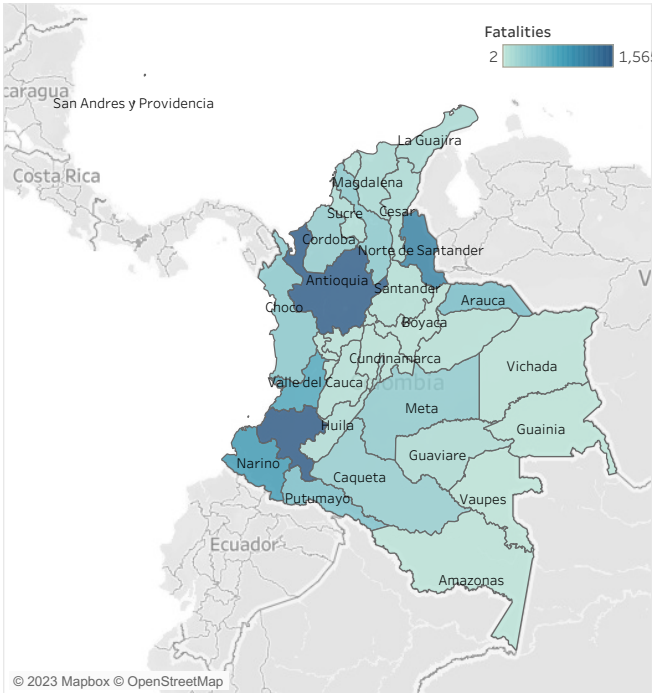 Fatalities
2
1,565
caragua
San Andres y Providencia
La Guajira
Costa Rica
Magdalena
Sucre
Cesar
Cordoba
Norte de Santander
V
Antioquia
Santander
Arauca
Choco
Boyaca
Cundinamarca
Vichada
Valle del Cauca
ombia
Meta
Huila
Guainia
Guaviare
Narino
Caqueta
Putumayo
Vaupes
Ecuador
Amazonas
© 2023 Mapbox © OpenStreetMap